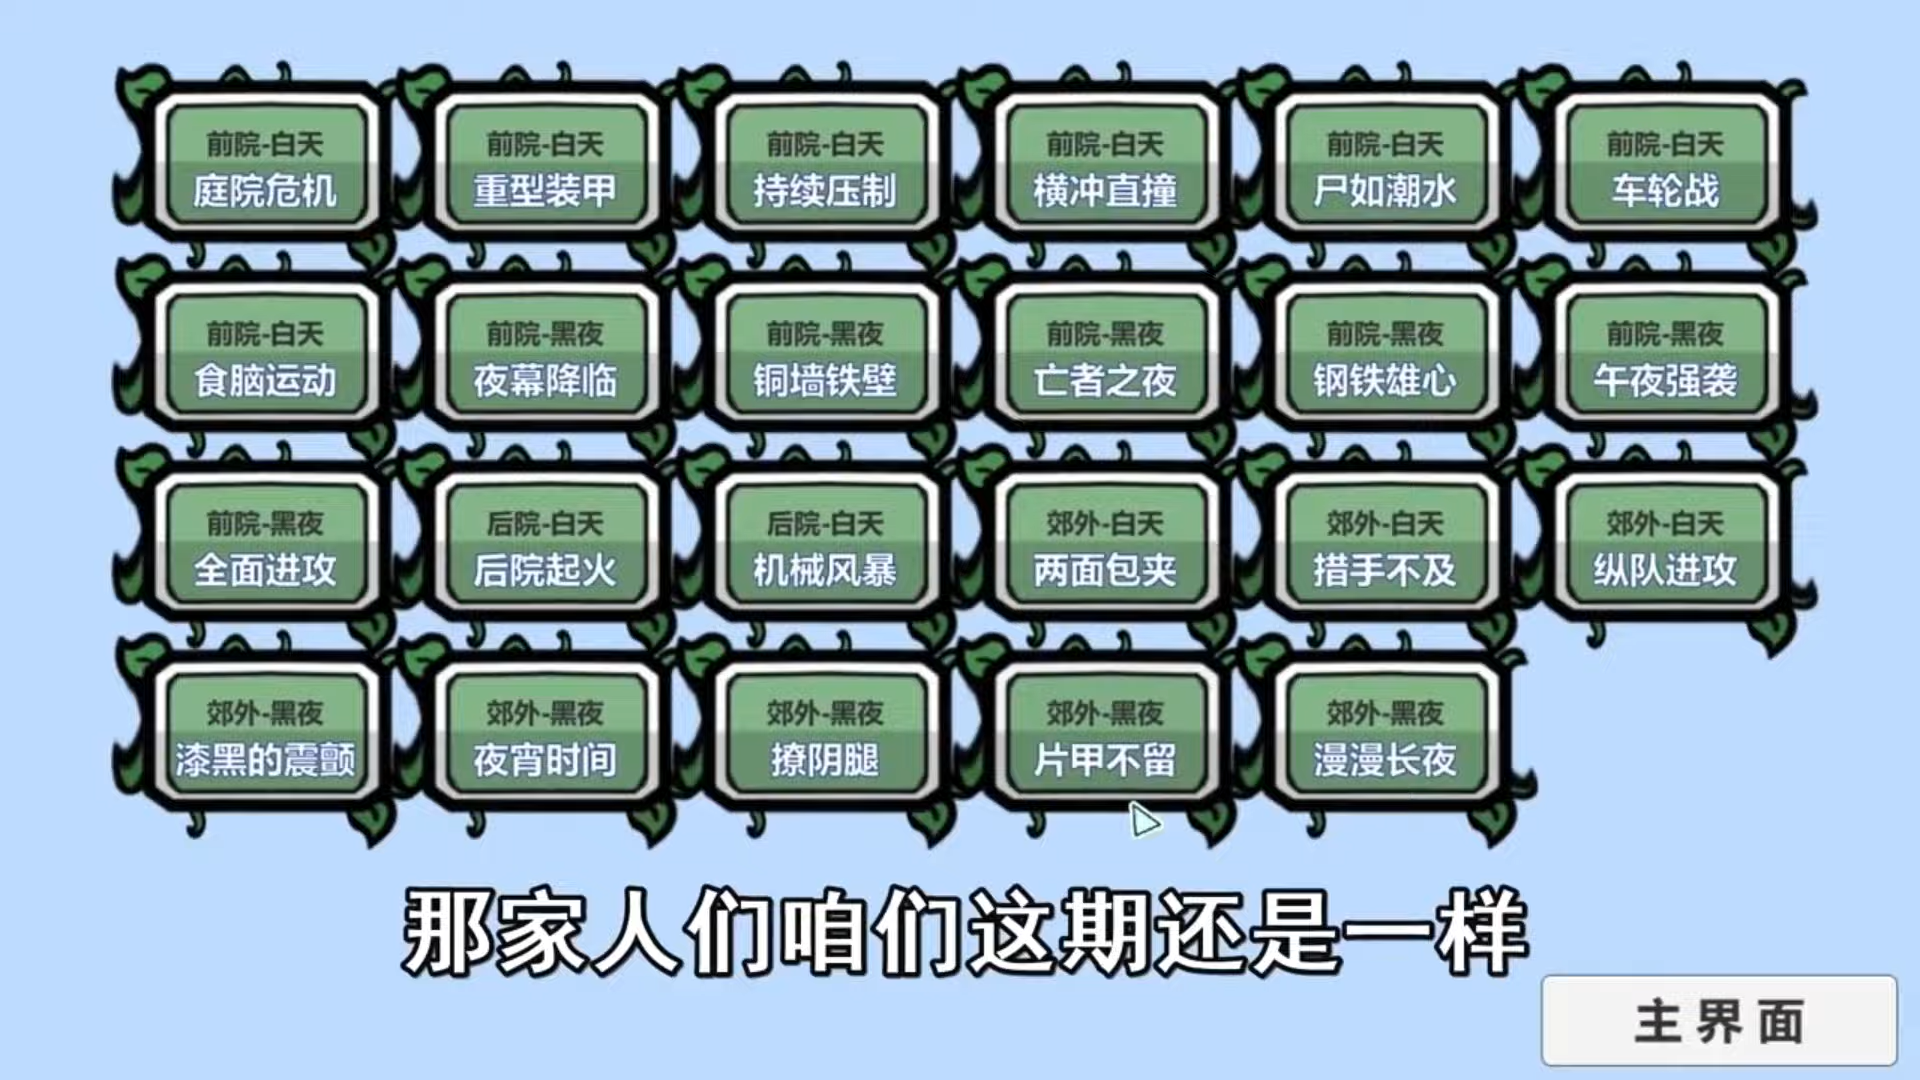 前院-白天
庭院危机
前院-白天
重型装甲
前院-白天
持续压制
前院-白天
横冲直撞
前院-白天
尸如潮水
前院-白天
车轮战
前院-白天
食脑运动
前院-黑夜
夜幕降临
前院-黑夜
铜墙铁壁
前院-黑夜
亡者之夜
前院-黑夜
钢铁雄心
前院-黑夜
午夜强袭
前院-黑夜
全面进攻
后院-白天
后院起火
后院-白天
机械风暴
郊外-白天
两面包夹
郊外-白天
措手不及
郊外-白天
纵队进攻
郊外-黑夜
漆黑的震颤
郊外-黑夜
夜宵时间
郊外-黑夜
撩阴腿
郊外-黑夜
片甲不留
郊外-黑夜
漫漫长夜
那家人们咱们这期还是一样
主界面